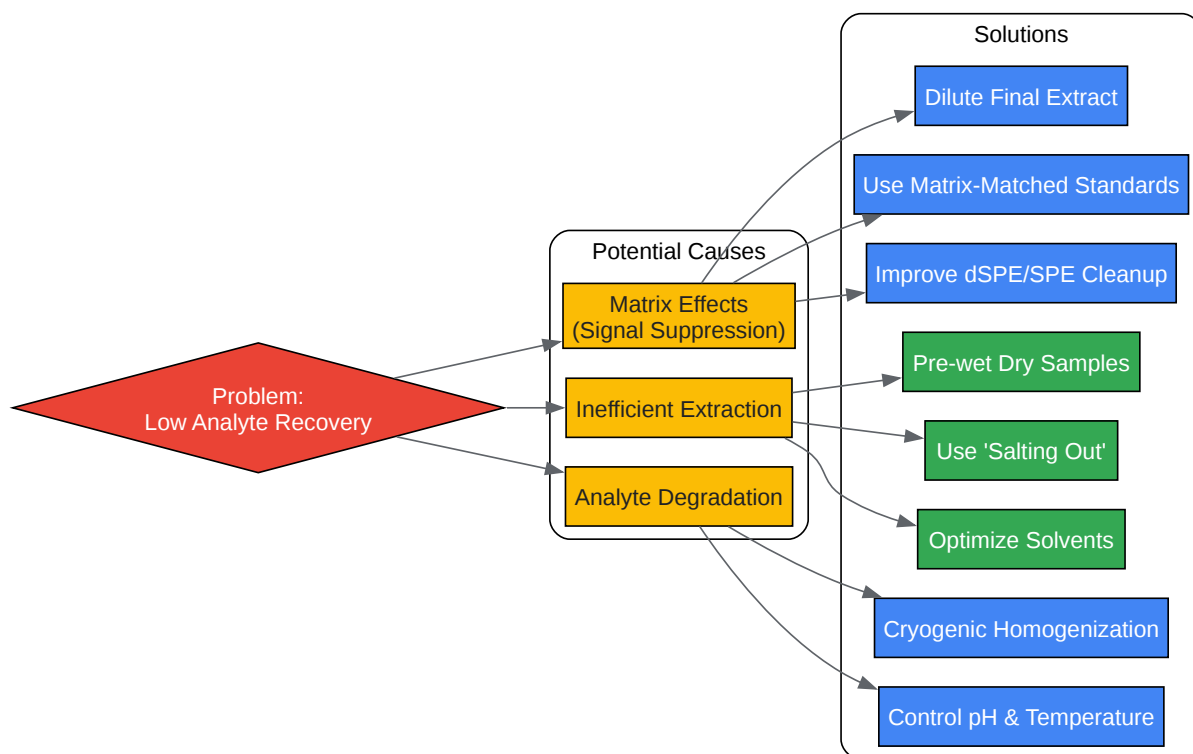 Problem:
Low Analyte Recovery
Potential Causes
Matrix Effects
(Signal Suppression)
Inefficient Extraction
Analyte Degradation
Solutions
Dilute Final Extract
Use Matrix-Matched Standards
Improve dSPE/SPE Cleanup
Pre-wet Dry Samples
Use 'Salting Out'
Optimize Solvents
Cryogenic Homogenization
Control pH & Temperature